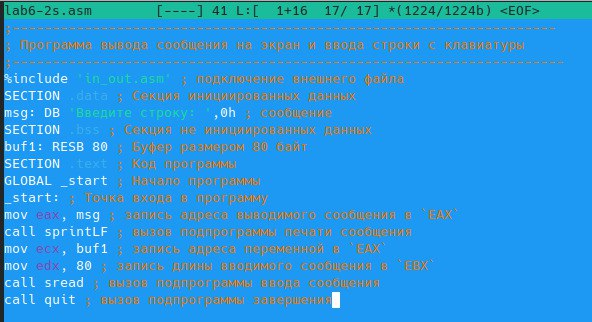 lab6-2s.asm [----] 41 L:[ 1+16 17/ 17] *(1224/1224b) <EOF>
;--------------------------------------------------------------------
; Программа вывода сообщения на экран и ввода строки с клавиатуры
;---------------------------------------------------------------------
%include 'in_out.asm' ; подключение внешнего файла
SECTION .data ; Секция инициированных данных
msg: DB 'Введите строку: ',0h ; сообщение
SECTION .bss ; Секция не инициированных данных
buf1: RESB 80 ; Буфер размером 80 байт
SECTION .text ; Код программы
GLOBAL _start ; Начало программы
_start: ; Точка входа в программу
mov eax, msg ; запись адреса выводимого сообщения в `EAX`
call sprintLF ; вызов подпрограммы печати сообщения
mov ecx, buf1 ; запись адреса переменной в `EAX`
mov edx, 80 ; запись длины вводимого сообщения в `EBX`
call sread ; вызов подпрограммы ввода сообщения
call quit ; вызов подпрограммы завершения